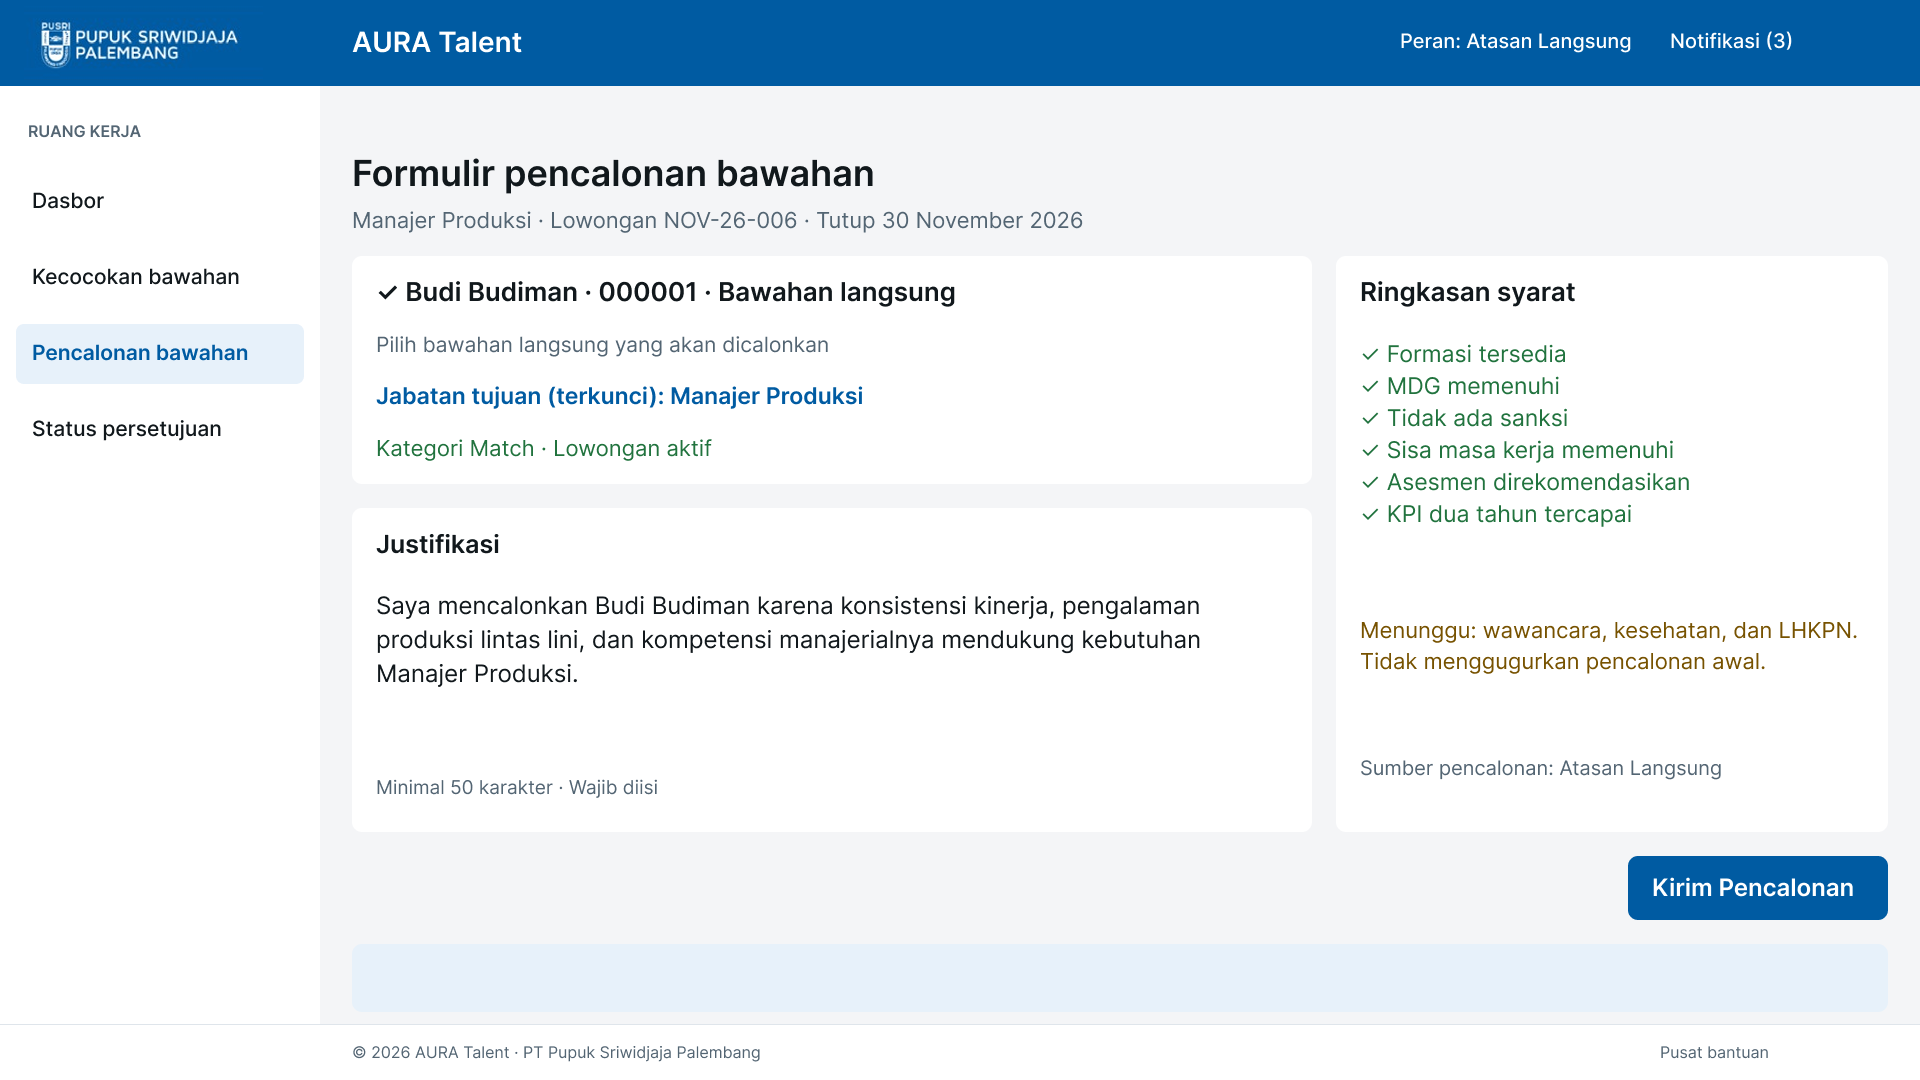 PUSRI
PUPUK SRIWIDJAJA
PALEMBANG
AURA Talent
Peran: Atasan Langsung
Notifikasi (3)
RUANG KERJA
Dasbor
Kecocokan bawahan
Pencalonan bawahan
Status persetujuan
Formulir pencalonan bawahan
Manajer Produksi · Lowongan NOV-26-006 · Tutup 30 November 2026
✓ Budi Budiman · 000001 · Bawahan langsung
Pilih bawahan langsung yang akan dicalonkan
Jabatan tujuan (terkunci): Manajer Produksi
Kategori Match · Lowongan aktif
Justifikasi
Saya mencalonkan Budi Budiman karena konsistensi kinerja, pengalaman
produksi lintas lini, dan kompetensi manajerialnya mendukung kebutuhan
Manajer Produksi.
Minimal 50 karakter · Wajib diisi
Ringkasan syarat
✓ Formasi tersedia
✓ MDG memenuhi
✓ Tidak ada sanksi
✓ Sisa masa kerja memenuhi
✓ Asesmen direkomendasikan
✓ KPI dua tahun tercapai
Menunggu: wawancara, kesehatan, dan LHKPN.
Tidak menggugurkan pencalonan awal.
Sumber pencalonan: Atasan Langsung
Kirim Pencalonan
© 2026 AURA Talent · PT Pupuk Sriwidjaja Palembang
Pusat bantuan